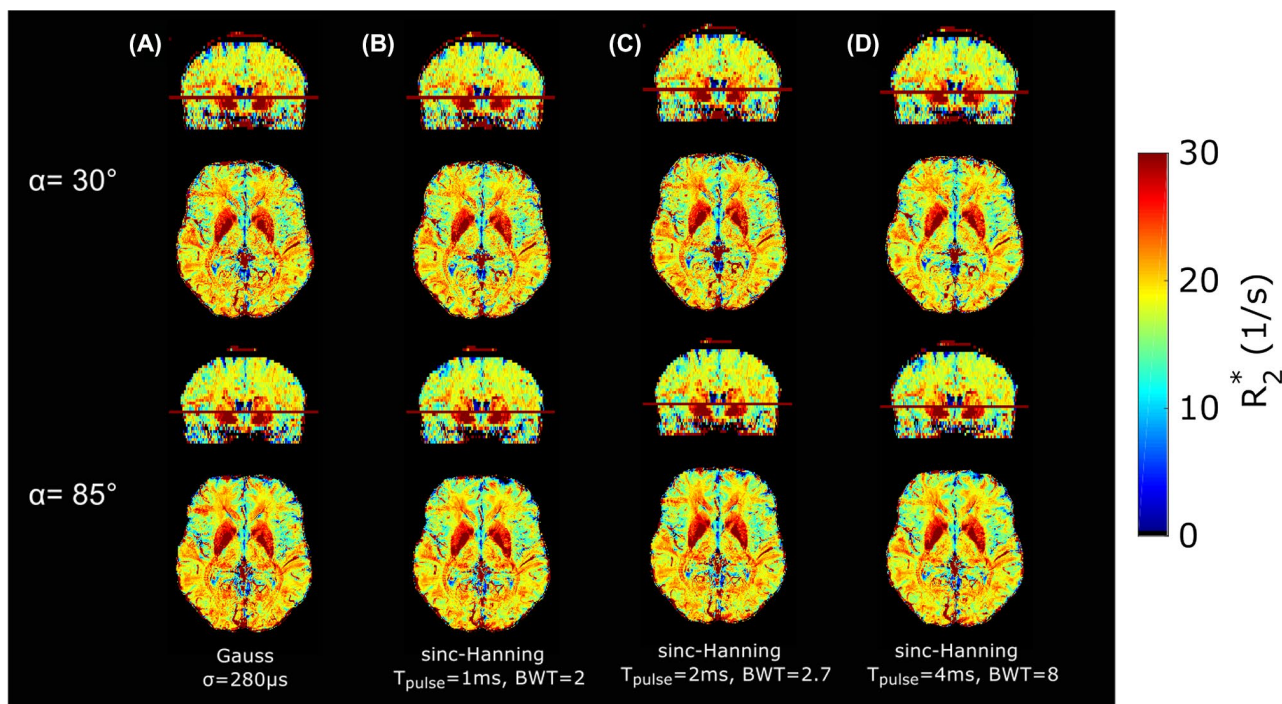 (A) (B) (C) (D)
α= 30°
α= 85°
Gauss
σ=280µs
sinc-Hanning
Tpulse=1ms, BWT=2
sinc-Hanning
Tpulse=2ms, BWT=2.7
sinc-Hanning
Tpulse=4ms, BWT=8
30
20
10
0
R2* (1/s)